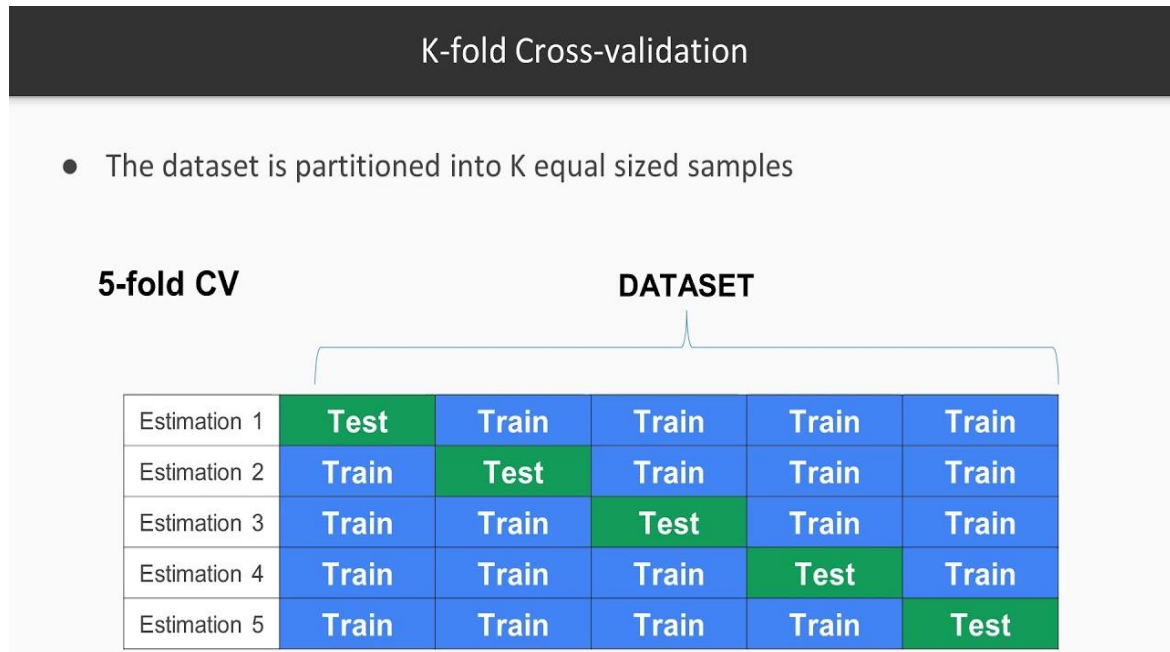 K-fold Cross-validation
● The dataset is partitioned into K equal sized samples
5-fold CV
DATASET
Estimation 1 Test Train Train Train Train
Estimation 2 Train Test Train Train Train
Estimation 3 Train Train Test Train Train
Estimation 4 Train Train Train Test Train
Estimation 5 Train Train Train Train Test